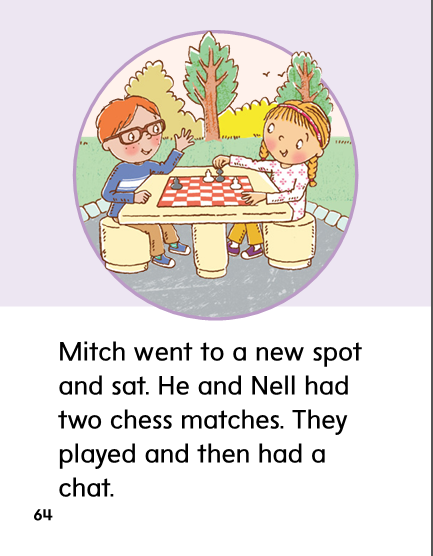 Mitch went to a new spot
and sat. He and Nell had
two chess matches. They
played and then had a
chat.
64